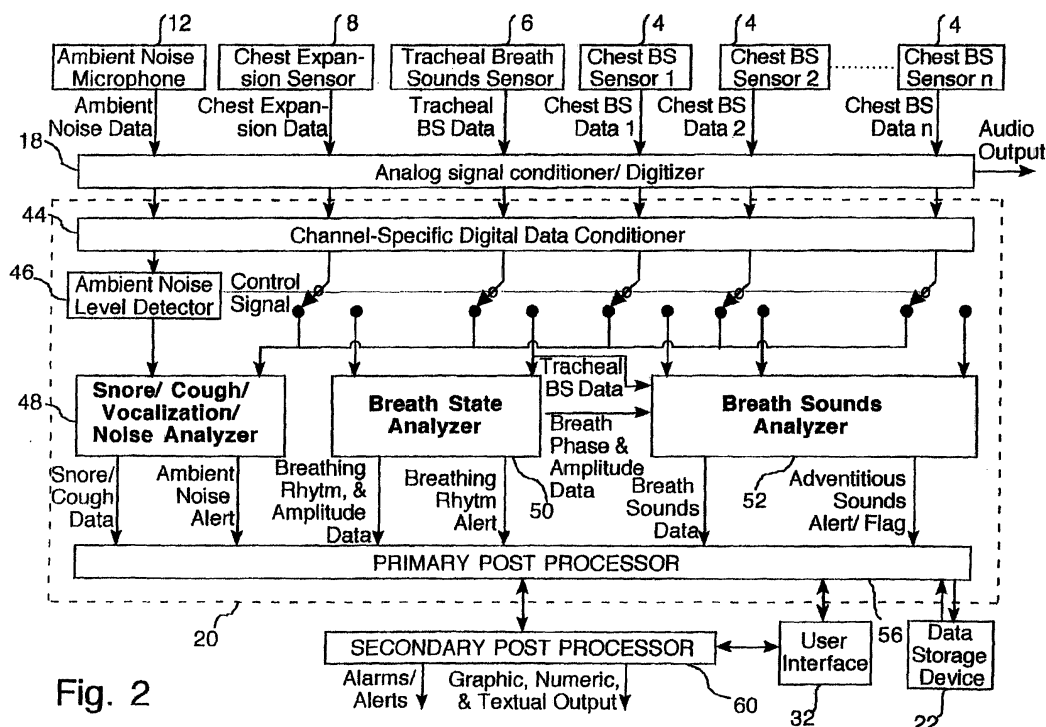 12
8
6
4
4
4
Ambient Noise
Microphone
Chest Expan-
sion Sensor
Tracheal Breath
Sounds Sensor
Chest BS
Sensor 1
Chest BS
Sensor 2
Chest BS
Sensor n
Ambient
Noise Data
Chest Expan-
sion Data
Tracheal
BS Data
Chest BS
Data 1
Chest BS
Data 2
Chest BS
Data n
Audio
Output
18
Analog signal conditioner/ Digitizer
44
Channel-Specific Digital Data Conditioner
46
Ambient Noise
Level Detector
Control
Signal
48
Snore/ Cough/
Vocalization/
Noise Analyzer
Breath State
Analyzer
Tracheal
BS Data
Breath Sounds
Analyzer
Breath
Phase &
Amplitude
Data
50
52
Snore/
Cough
Data
Ambient
Noise
Alert
Breathing
Rhytm, &
Amplitude
Data
Breathing
Rhytm
Alert
Breath
Sounds
Data
Adventitious
Sounds
Alert/ Flag
PRIMARY POST PROCESSOR
20
56
SECONDARY POST PROCESSOR
60
User
Interface
32
Data
Storage
Device
22
Alarms/
Alerts
Graphic, Numeric,
& Textual Output
Fig. 2